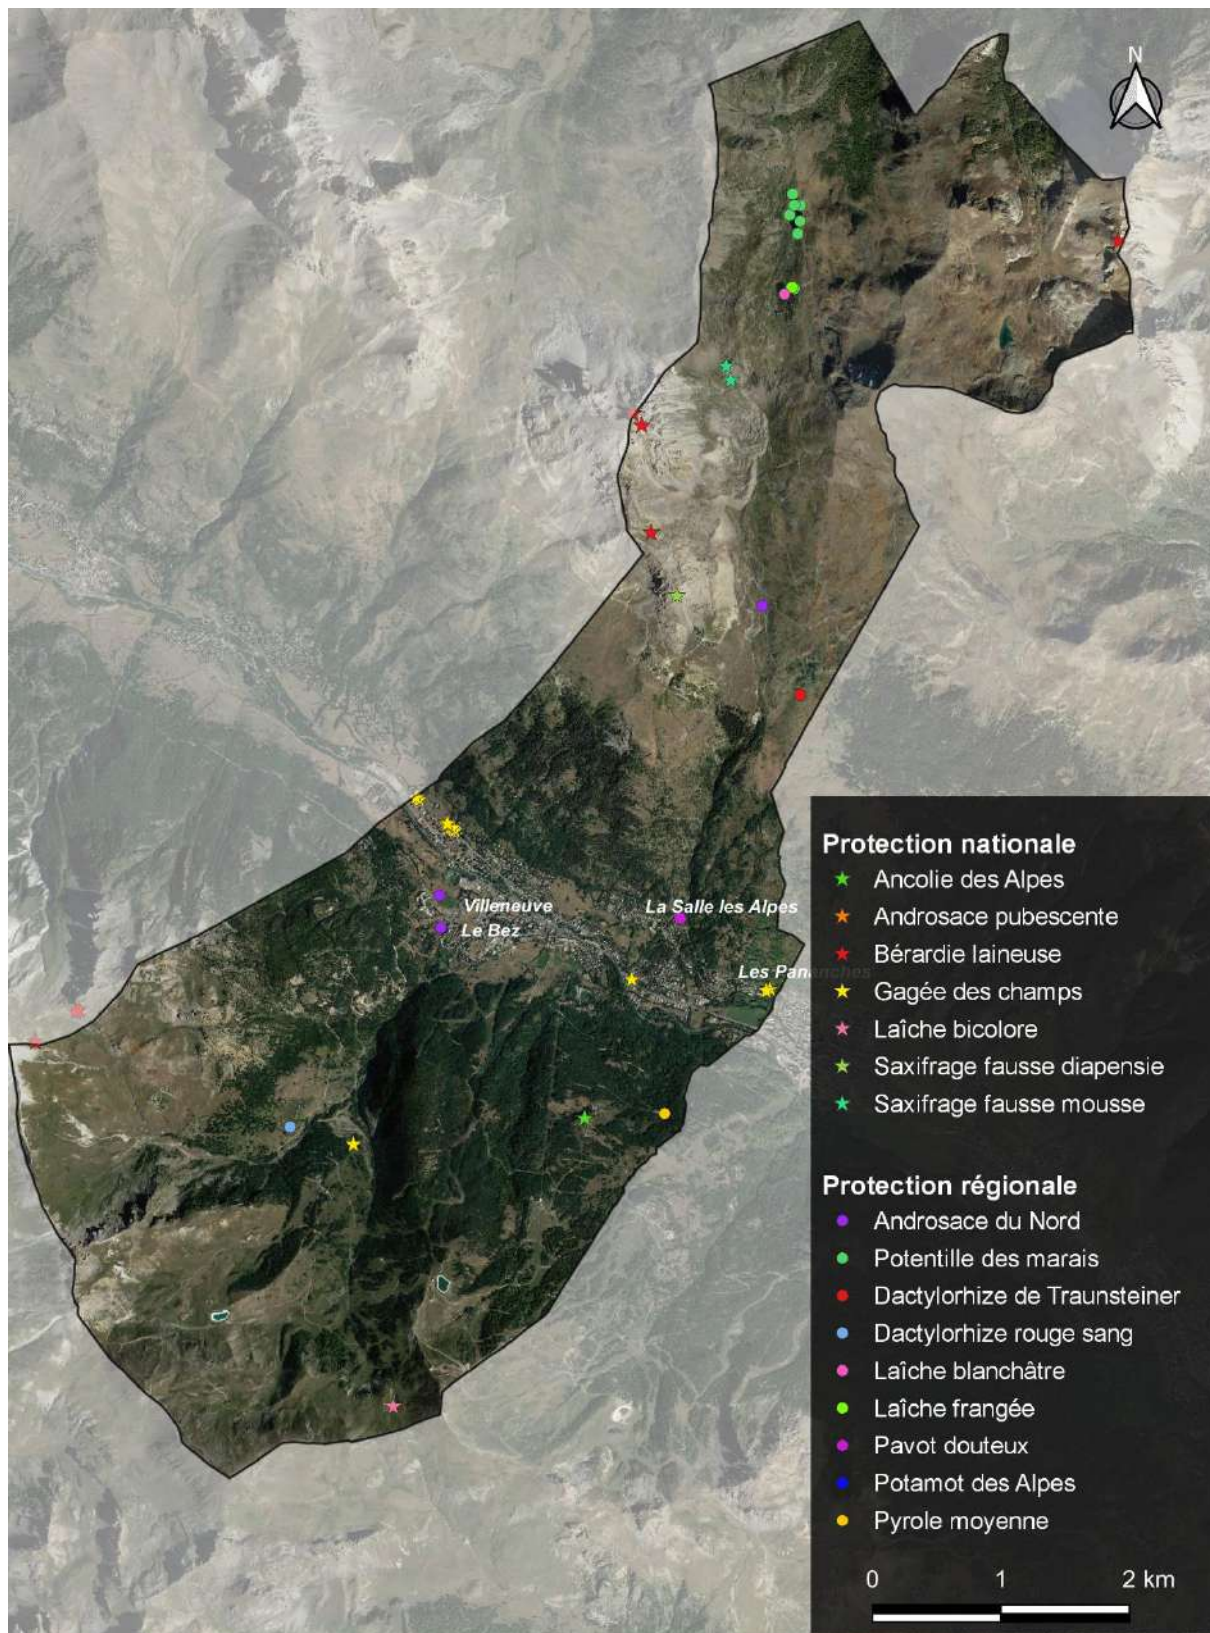 N
Villeneuve
La Salle les Alpes
Le Bez
Les Pananches
Protection nationale
Ancolie des Alpes
Androsace pubescente
Bérardie laineuse
Gagée des champs
Laîche bicolore
Saxifrage fausse diapensie
Saxifrage fausse mousse
Protection régionale
Androsace du Nord
Potentille des marais
Dactylorhize de Traunsteiner
Dactylorhize rouge sang
Laîche blanchâtre
Laîche frangée
Pavot douteux
Potamot des Alpes
Pyrole moyenne
0 1 2 km